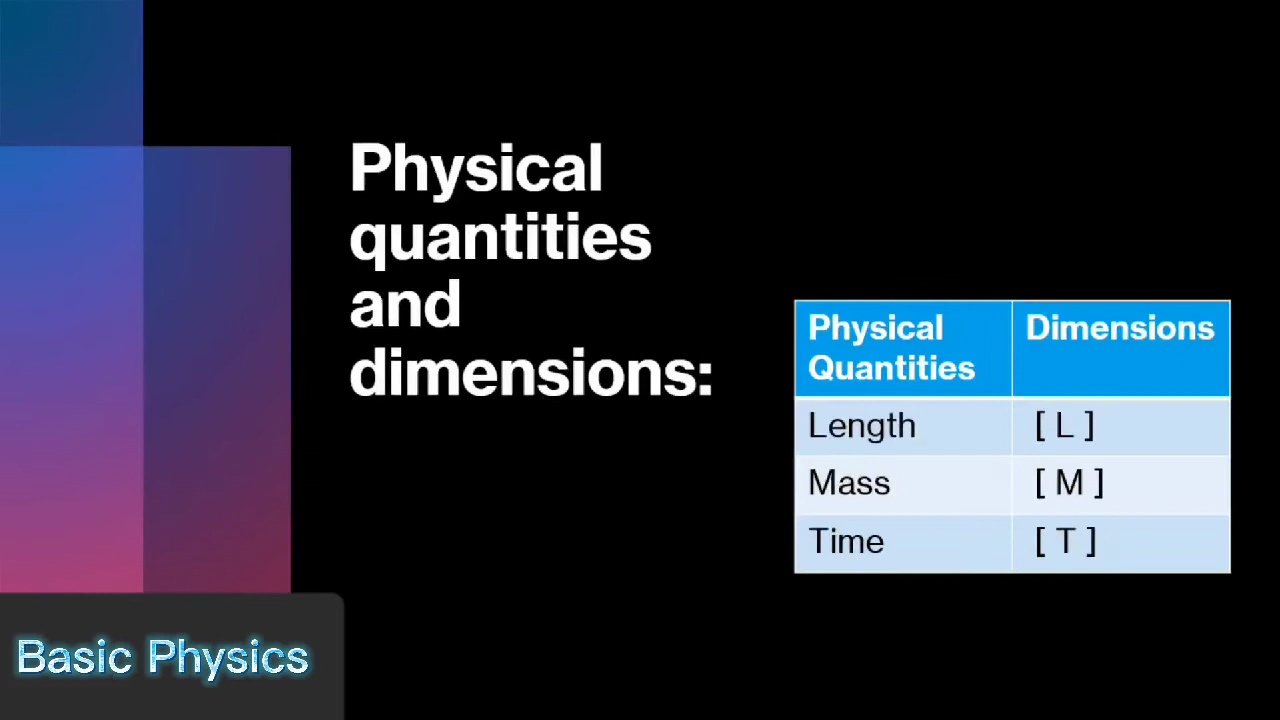 Physical
quantities
and
dimensions:
Physical Quantities | Dimensions
Length | [ L ]
Mass | [ M ]
Time | [ T ]
Basic Physics